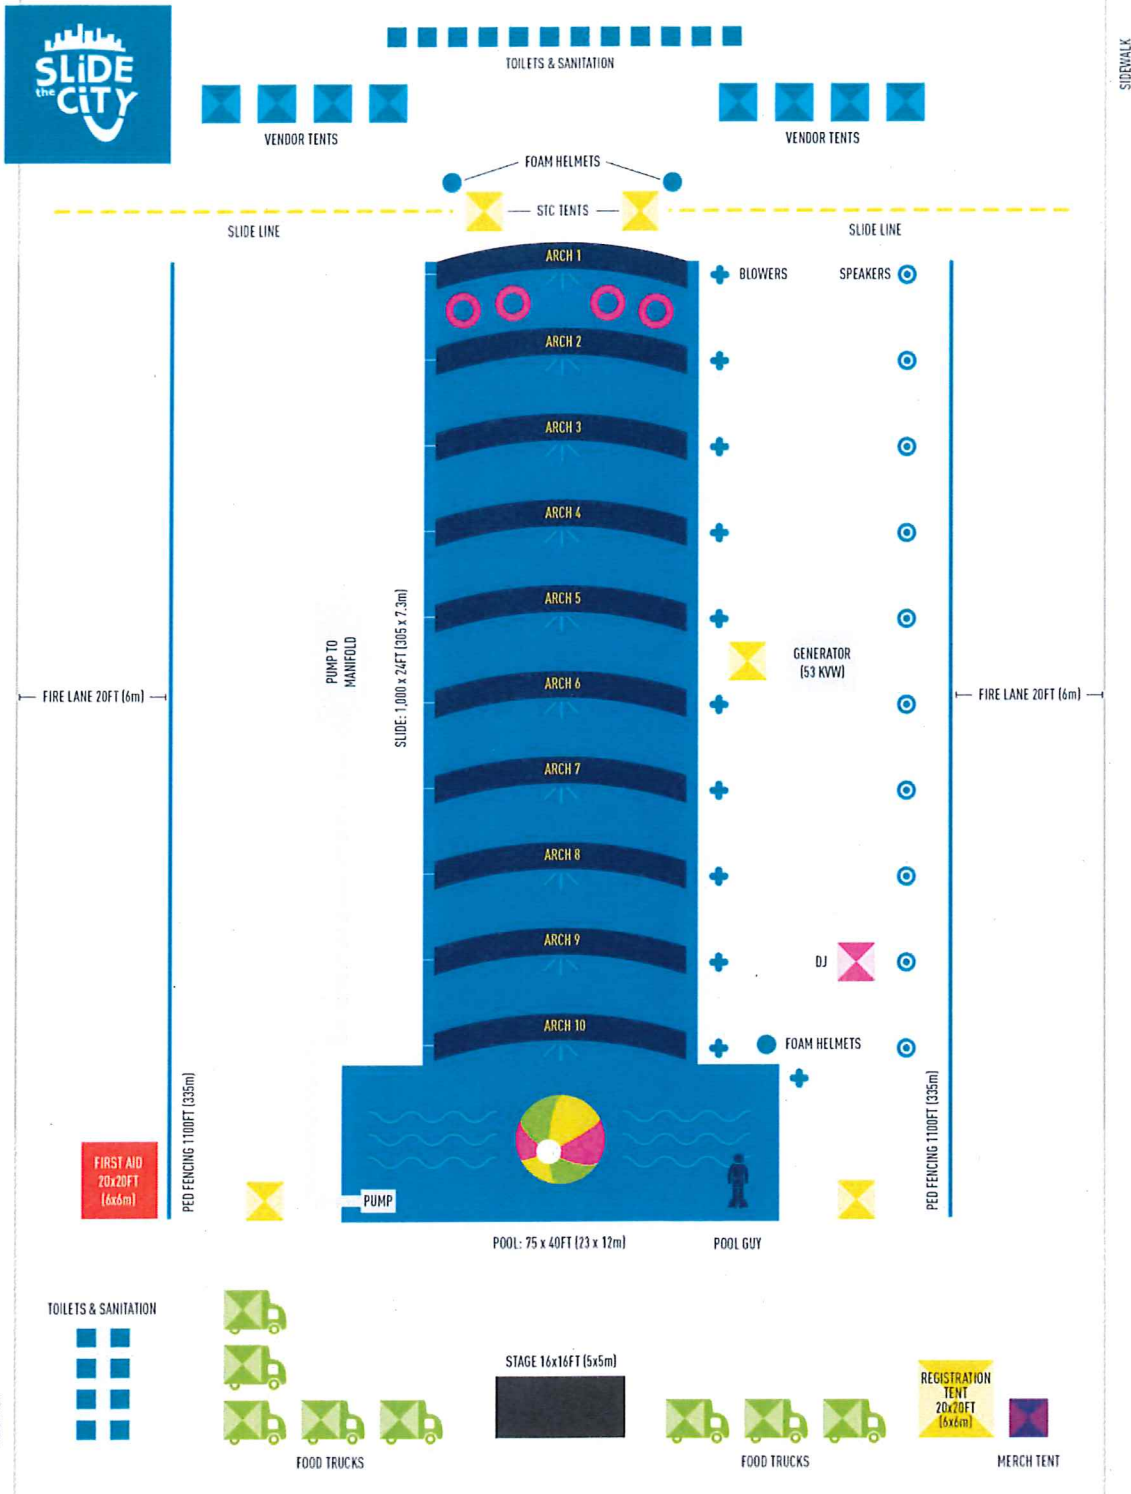 SLiDE
the CiTY
TOILETS & SANITATION
SIDEWALK
VENDOR TENTS
VENDOR TENTS
FOAM HELMETS
STC TENTS
SLIDE LINE
SLIDE LINE
ARCH 1
BLOWERS
SPEAKERS
ARCH 2
ARCH 3
ARCH 4
ARCH 5
PUMP TO
MANIFOLD
SLIDE: 1,000 x 24FT (305 x 7.3m)
GENERATOR
(53 KVW)
ARCH 6
FIRE LANE 20FT (6m)
FIRE LANE 20FT (6m)
ARCH 7
ARCH 8
ARCH 9
DJ
ARCH 10
FOAM HELMETS
PED FENCING 1100FT (335m)
PED FENCING 1100FT (335m)
FIRST AID
20x20FT
(6x6m)
PUMP
POOL: 75 x 40FT (23 x 12m)
POOL GUY
TOILETS & SANITATION
STAGE 16x16FT (5x5m)
REGISTRATION
TENT
20x20FT
(6x6m)
FOOD TRUCKS
FOOD TRUCKS
MERCH TENT